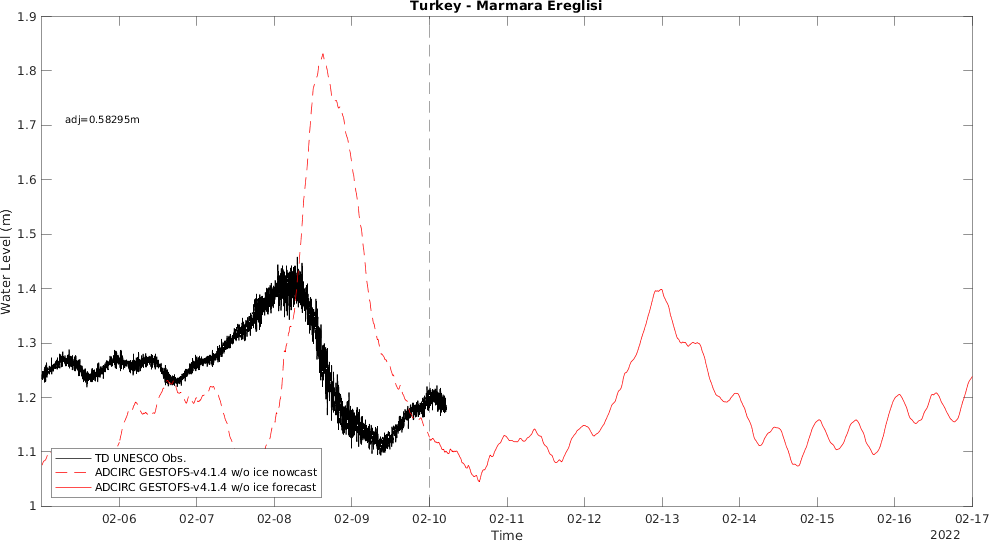 Turkey - Marmara Ereglisi
1.9
1.8
adj=0.58295m
1.7
1.6
1.5
1.4
1.3
1.2
1.1
1
Water Level (m)
TD UNESCO Obs.
ADCIRC GESTOFS-v4.1.4 w/o ice nowcast
ADCIRC GESTOFS-v4.1.4 w/o ice forecast
02-06 02-07 02-08 02-09 02-10 02-11 02-12 02-13 02-14 02-15 02-16 02-17
Time
2022